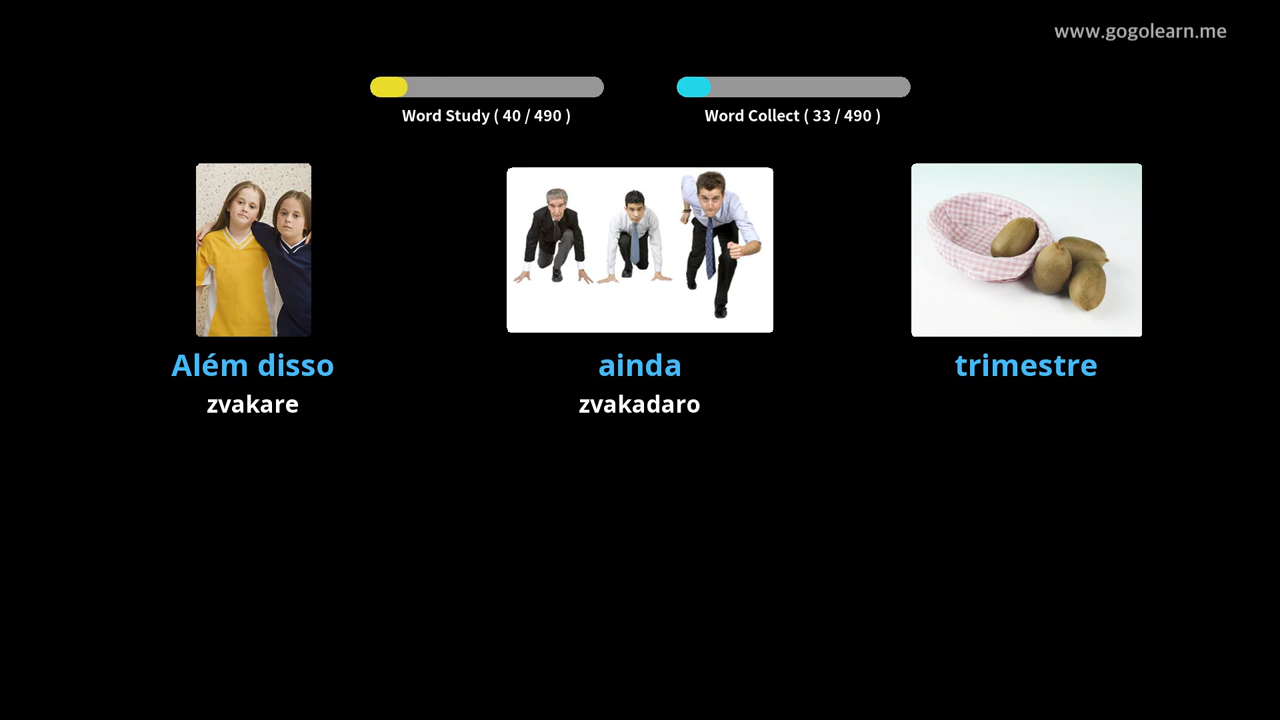 www.gogolearn.me
Word Study ( 40 / 490 )
Word Collect ( 33 / 490 )
Além disso
ainda
trimestre
zvakare
zvakadaro